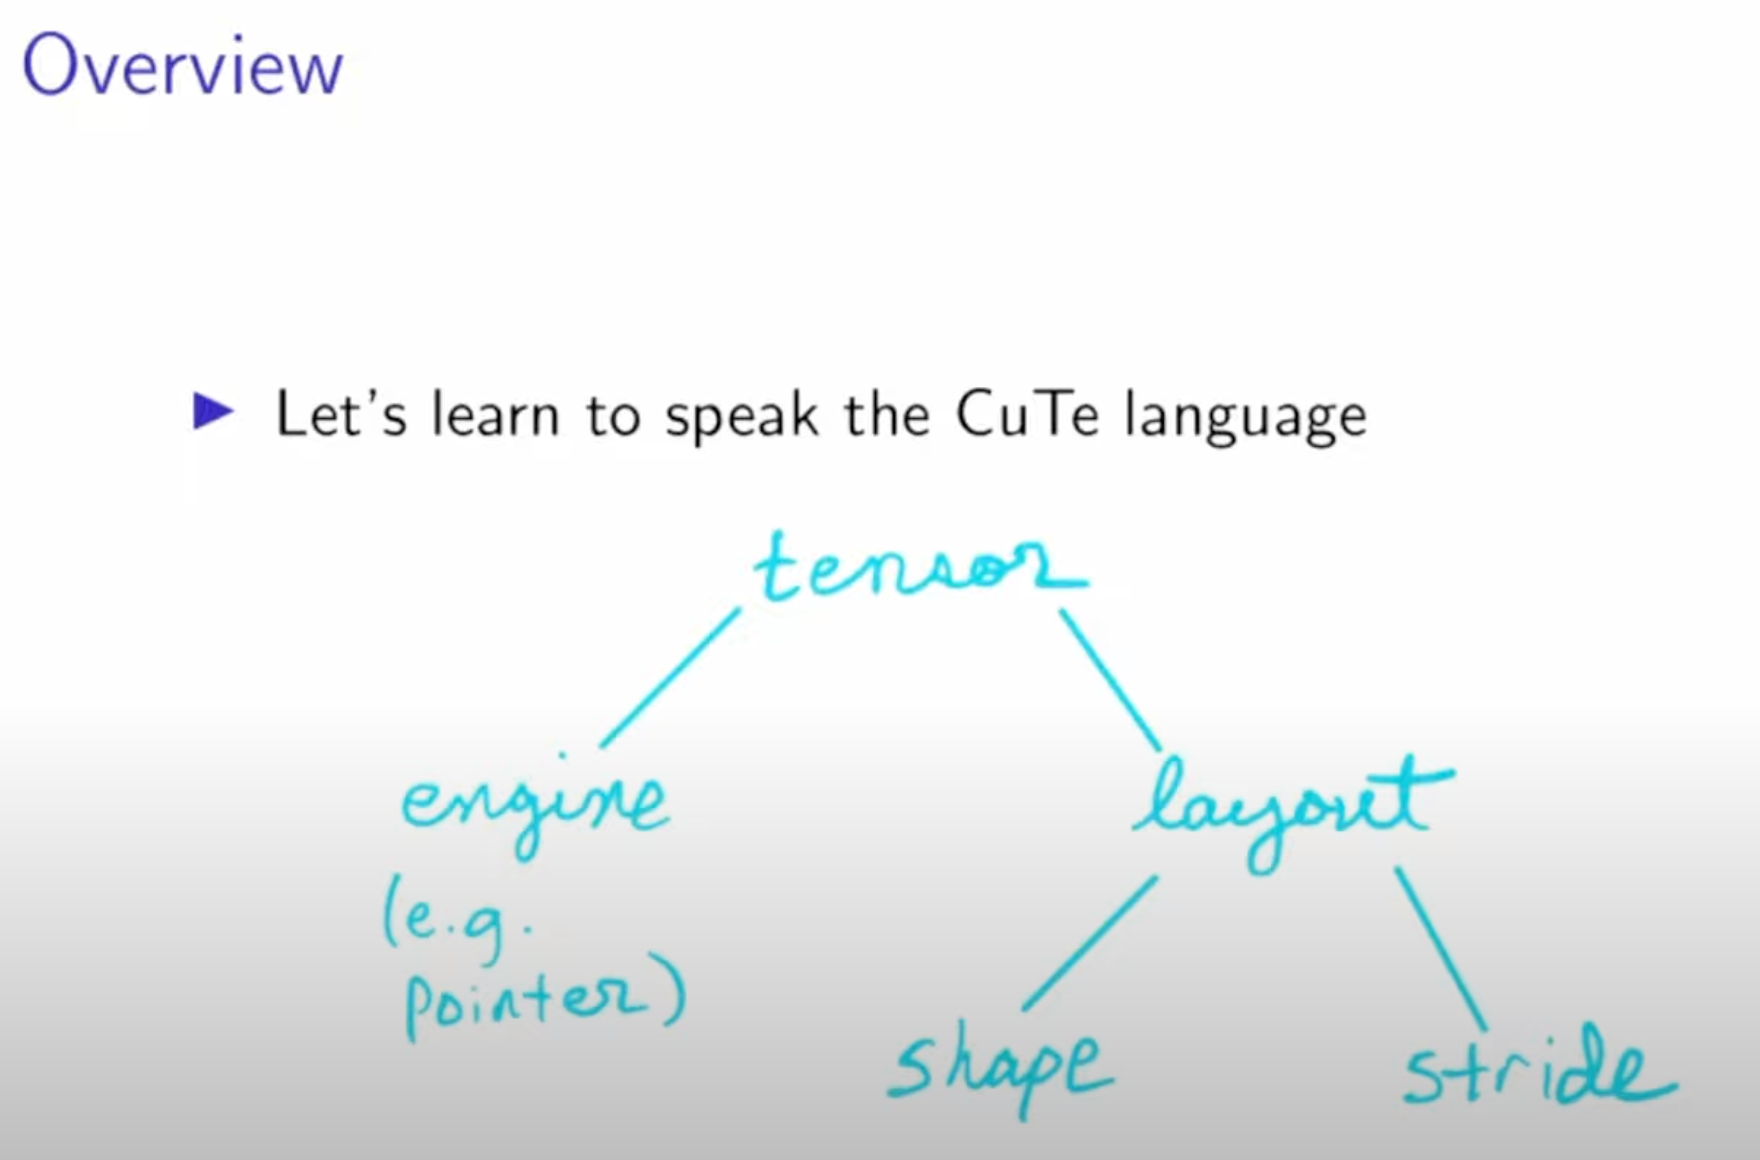 Overview
Let's learn to speak the CuTe language
tensor
engine
layout
(e.g.
pointer)
shape
stride